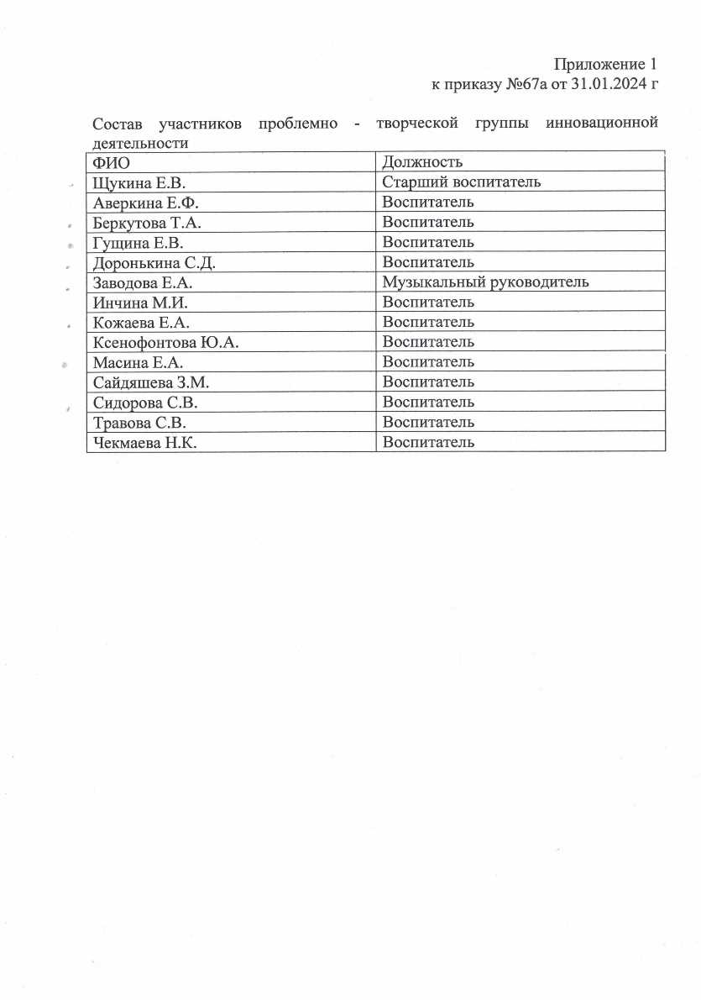 Приложение 1
к приказу №67а от 31.01.2024 г
Состав участников проблемно - творческой группы инновационной
деятельности
ФИО Должность
Щукина Е.В. Старший воспитатель
Аверкина Е.Ф. Воспитатель
Беркутова Т.А. Воспитатель
Гущина Е.В. Воспитатель
Доронькина С.Д. Воспитатель
Заводова Е.А. Музыкальный руководитель
Инчина М.И. Воспитатель
Кожаева Е.А. Воспитатель
Ксенофонтова Ю.А. Воспитатель
Масина Е.А. Воспитатель
Сайдяшева З.М. Воспитатель
Сидорова С.В. Воспитатель
Травова С.В. Воспитатель
Чекмаева Н.К. Воспитатель